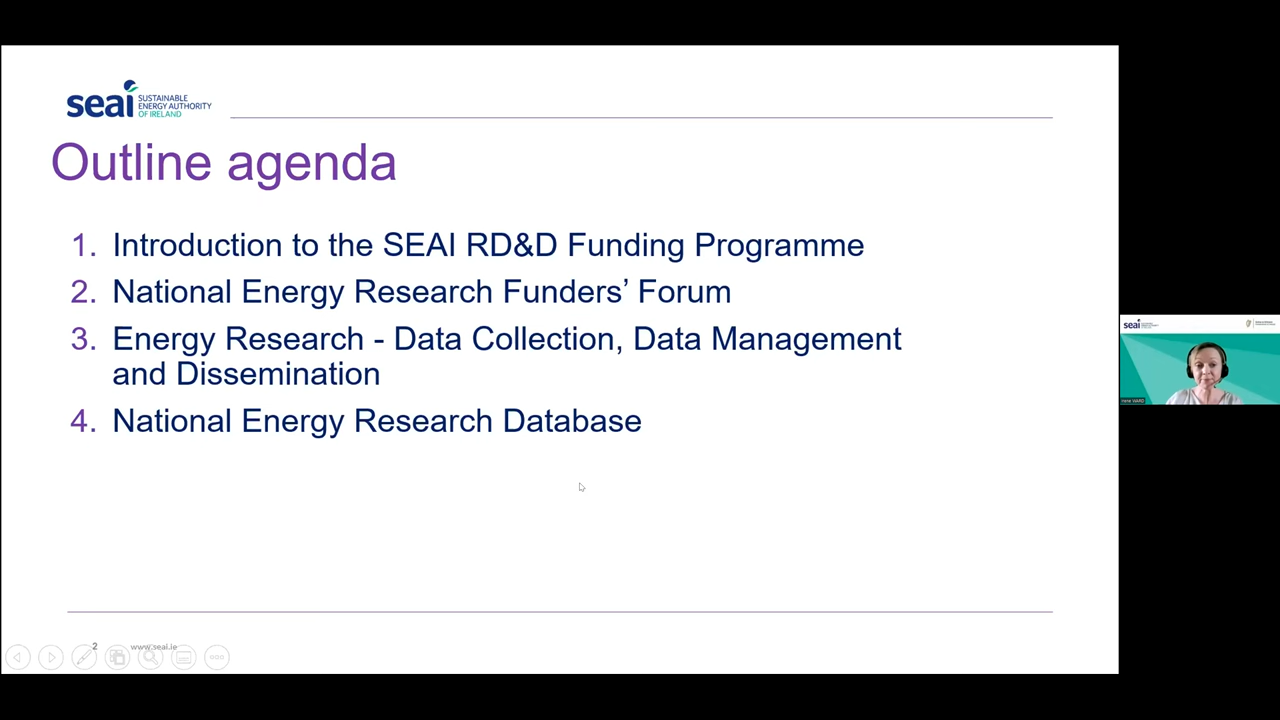 seai SUSTAINABLE
ENERGY AUTHORITY
OF IRELAND
Outline agenda
1. Introduction to the SEAI RD&D Funding Programme
2. National Energy Research Funders’ Forum
3. Energy Research - Data Collection, Data Management
and Dissemination
4. National Energy Research Database
2 www.seai.ie
seai